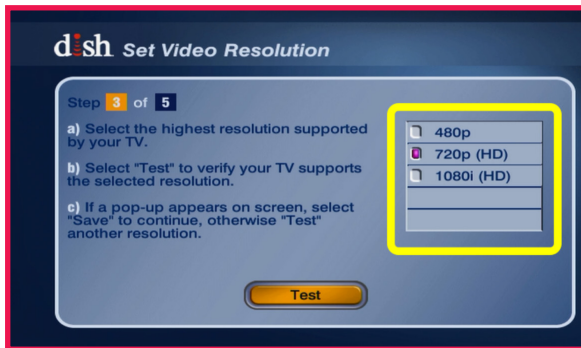 dish Set Video Resolution
Step 3 of 5
a) Select the highest resolution supported
by your TV.
b) Select "Test" to verify your TV supports
the selected resolution.
c) If a pop-up appears on screen, select
"Save" to continue, otherwise "Test"
another resolution.
480p
720p (HD)
1080i (HD)
Test